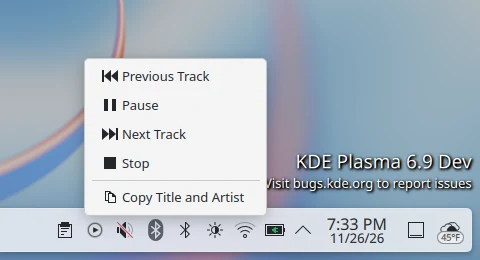 Previous Track
Pause
Next Track
Stop
Copy Title and Artist
KDE Plasma 6.9 Dev
Visit bugs.kde.org to report issues
7:33 PM
11/26/26
45°F